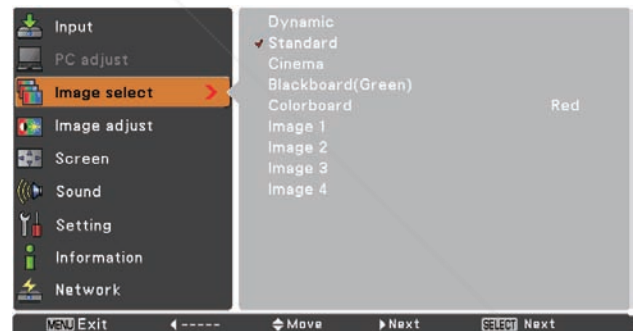 Input
PC adjust
Image select
Image adjust
Screen
Sound
Setting
Information
Network
Dynamic
Standard
Cinema
Blackboard(Green)
Colorboard Red
Image 1
Image 2
Image 3
Image 4
MENU Exit ----- Move Next SELECT Next